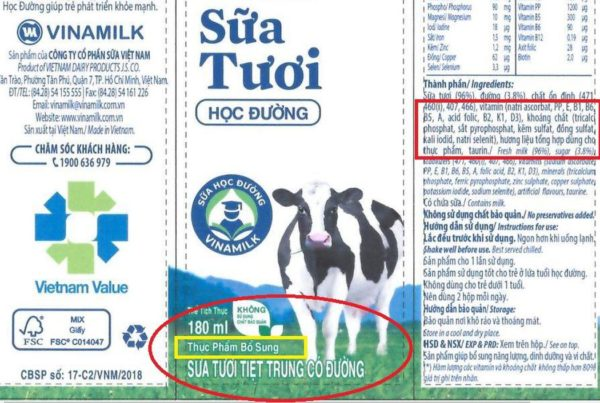 Học Đường giúp trẻ phát triển khỏe mạnh.
VINAMILK
Sản phẩm của CÔNG TY CỔ PHẦN SỮA VIỆT NAM
Product of VIETNAM DAIRY PRODUCTS JS. CO.
Tân Trào, Phường Tân Phú, Quận 7, TP. Hồ Chí Minh, Việt Nam
ĐT/TEL: (84.28) 54 155 555 | Fax: (84.28) 54 161 226
Email: vinamilk@vinamilk.com.vn
Website: www.vinamilk.com.vn
Sản xuất tại Việt Nam/ Made in Vietnam
CHĂM SÓC KHÁCH HÀNG:
1900 636 979
Vietnam Value
FSC
MIX
Giấy
FSC® C014047
CBSP số: 17-C2/VNM/2018
Sữa
Tươi
HỌC ĐƯỜNG
SỮA HỌC ĐƯỜNG
VINAMILK
Thể Tích Thực
180 ml
KHÔNG
BỔ SUNG
CHẤT BẢO QUẢN
Thực Phẩm Bổ Sung
SỮA TƯƠI TIỆT TRÙNG CÓ ĐƯỜNG
Phospho/ Phosphorus 90 mg Vitamin PP 1200 µg
Magnesi/ Magnesium 10 mg Vitamin B5 300 µg
Iod/ Iodine 18 µg Vitamin B6 90 µg
Sắt/ Iron 1,5 mg Vitamin B12 0,19 µg
Kẽm/ Zinc 1,2 mg Axit folic 28 µg
Đồng/ Copper 62 µg Biotin 2,0 µg
Selen/ Selenium 3,3 µg
Thành phần/ Ingredients:
Sữa tươi (96%), đường (3,8%), chất ổn định (471,
460(i), 407, 466), vitamin (natri ascorbat, PP, E, B1, B6,
B5, A, acid folic, B2, K1, D3), khoáng chất (tricalci
phosphat, sắt pyrophosphat, kẽm sulfat, đồng sulfat,
kali iodid, natri selenit), hương liệu tổng hợp dùng cho
thực phẩm, taurin./ Fresh milk (96%), sugar (3.8%),
stabilizers (471, 460(i), 407, 466), vitamins (sodium ascorbate,
PP, E, B1, B6, B5, A, folic acid, B2, K1, D3), minerals (tricalcium
phosphate, ferric pyrophosphate, zinc sulphate, copper sulphate,
potassium iodide, sodium selenite), artificial flavours, taurine.
Có chứa sữa./ Contains milk.
Không sử dụng chất bảo quản./ No preservatives added.
Hướng dẫn sử dụng/ Instructions for use:
Lắc đều trước khi sử dụng. Ngon hơn khi uống lạnh.
Shake well before use. Best served chilled.
Sản phẩm cho 1 lần sử dụng.
Sản phẩm sử dụng tốt cho trẻ ở lứa tuổi học đường.
Không dùng cho trẻ dưới 1 tuổi.
Nên dùng 2 hộp mỗi ngày.
Hướng dẫn bảo quản/ Storage:
Bảo quản nơi khô ráo và thoáng mát.
Store in a cool and dry place.
HSD & NSX/ EXP & PRD: Xem trên hộp./ See on top.
Sản phẩm giúp bổ sung năng lượng, dinh dưỡng và vi chất.
(*) Hàm lượng các vitamin và khoáng chất không thấp hơn 80%
giá trị ghi trên nhãn.